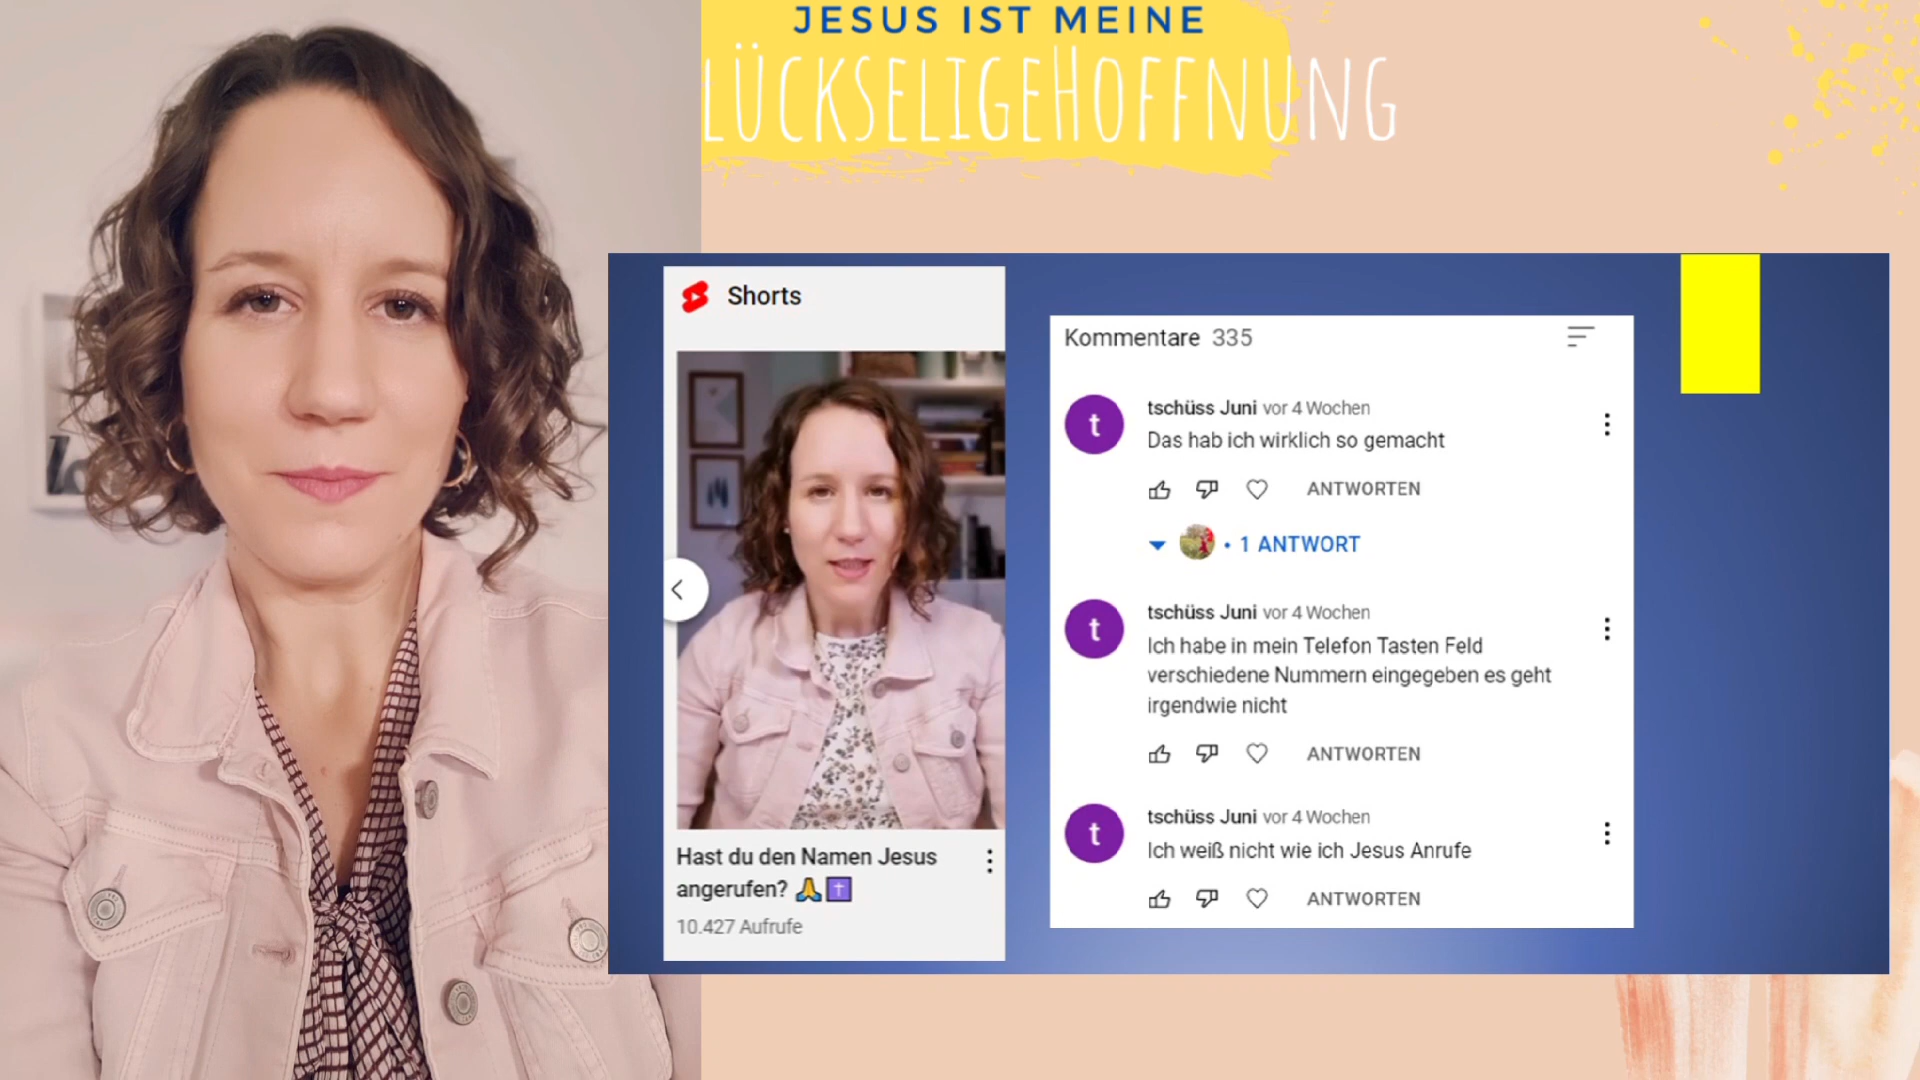 JESUS IST MEINE
LÜCKSELIGEHOFFNUNG
Shorts
Hast du den Namen Jesus
angerufen? 🙏✝️
10.427 Aufrufe
Kommentare 335
t
tschüss Juni vor 4 Wochen
Das hab ich wirklich so gemacht
ANTWORTEN
• 1 ANTWORT
t
tschüss Juni vor 4 Wochen
Ich habe in mein Telefon Tasten Feld
verschiedene Nummern eingegeben es geht
irgendwie nicht
ANTWORTEN
t
tschüss Juni vor 4 Wochen
Ich weiß nicht wie ich Jesus Anrufe
ANTWORTEN